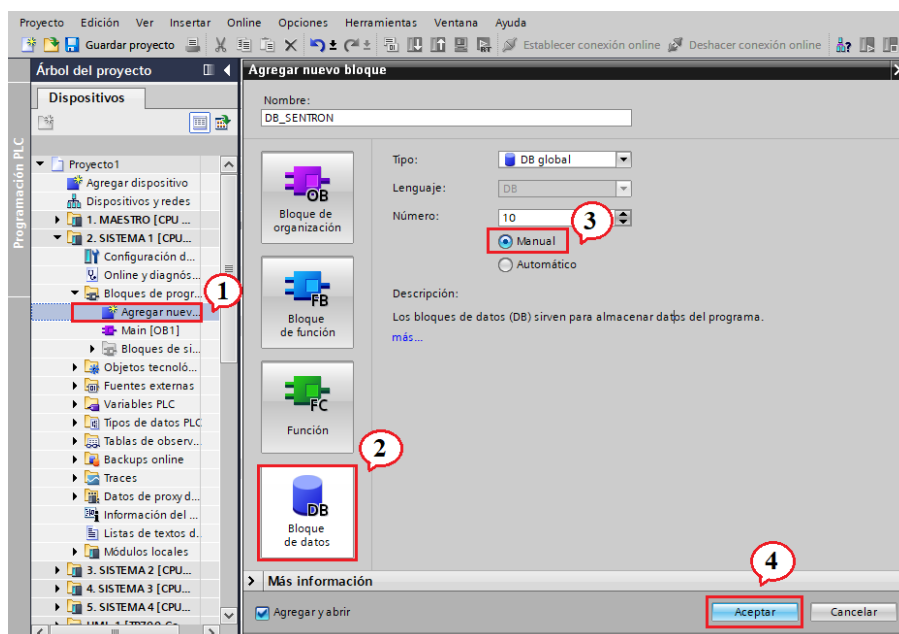 Proyecto Edición Ver Insertar Online Opciones Herramientas Ventana Ayuda
Guardar proyecto Establecer conexión online Deshacer conexión online
Árbol del proyecto
Dispositivos
Programación PLC
Proyecto1
Agregar dispositivo
Dispositivos y redes
1. MAESTRO [CPU ...
2. SISTEMA 1 [CPU...
Configuración d...
Online y diagnós...
Bloques de progr...
1
Agregar nuev...
Main [OB1]
Bloques de si...
Objetos tecnoló...
Fuentes externas
Variables PLC
Tipos de datos PLC
Tablas de observ...
Backups online
Traces
Datos de proxy d...
Información del ...
Listas de textos d.
Módulos locales
3. SISTEMA 2 [CPU...
4. SISTEMA 3 [CPU...
5. SISTEMA 4 [CPU...
Agregar nuevo bloque
Nombre:
DB_SENTRON
OB
Bloque de
organización
FB
Bloque
de función
FC
Función
2
DB
Bloque
de datos
Tipo: DB global
Lenguaje: DB
Número: 10
3
Manual
Automático
Descripción:
Los bloques de datos (DB) sirven para almacenar datos del programa.
más...
4
Más información
Agregar y abrir
Aceptar Cancelar